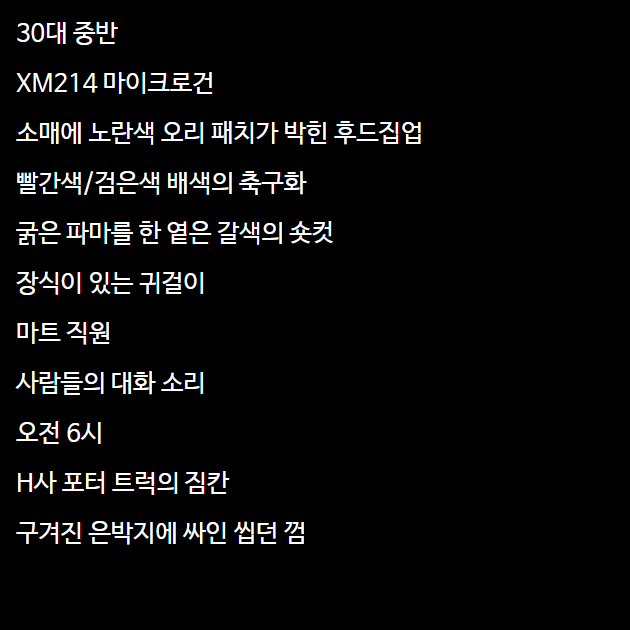 30대 중반
XM214 마이크로건
소매에 노란색 오리 패치가 박힌 후드집업
빨간색/검은색 배색의 축구화
굵은 파마를 한 옅은 갈색의 숏컷
장식이 있는 귀걸이
마트 직원
사람들의 대화 소리
오전 6시
H사 포터 트럭의 짐칸
구겨진 은박지에 싸인 씹던 껌